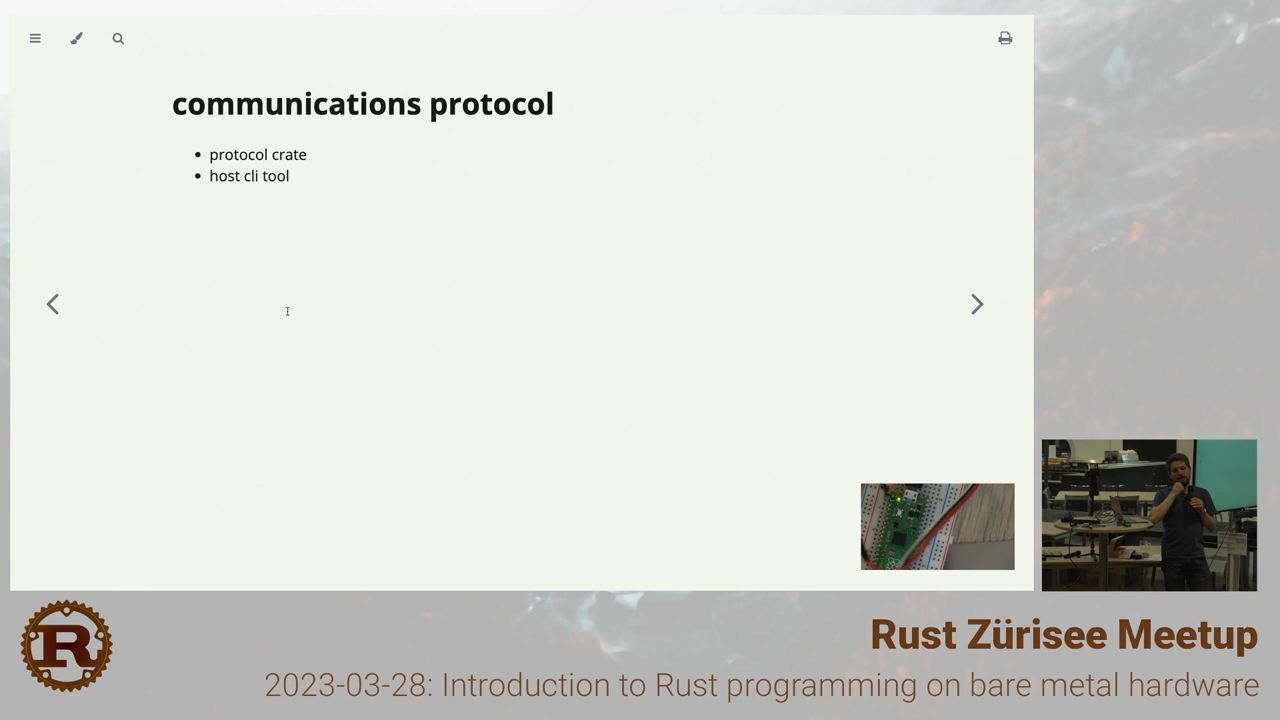 communications protocol
protocol crate
host cli tool
R
Rust Zürisee Meetup
2023-03-28: Introduction to Rust programming on bare metal hardware